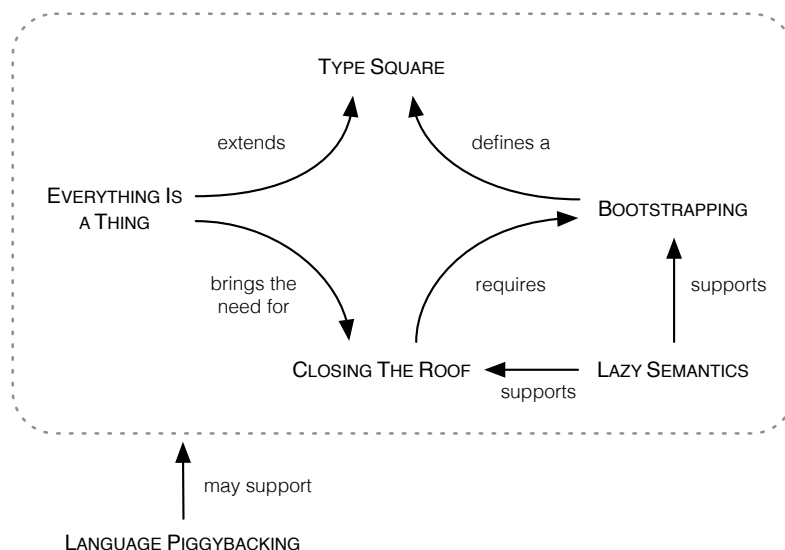 TYPE SQUARE
extends
defines a
EVERYTHING IS
A THING
BOOTSTRAPPING
brings the
need for
requires
supports
CLOSING THE ROOF
LAZY SEMANTICS
supports
may support
LANGUAGE PIGGYBACKING